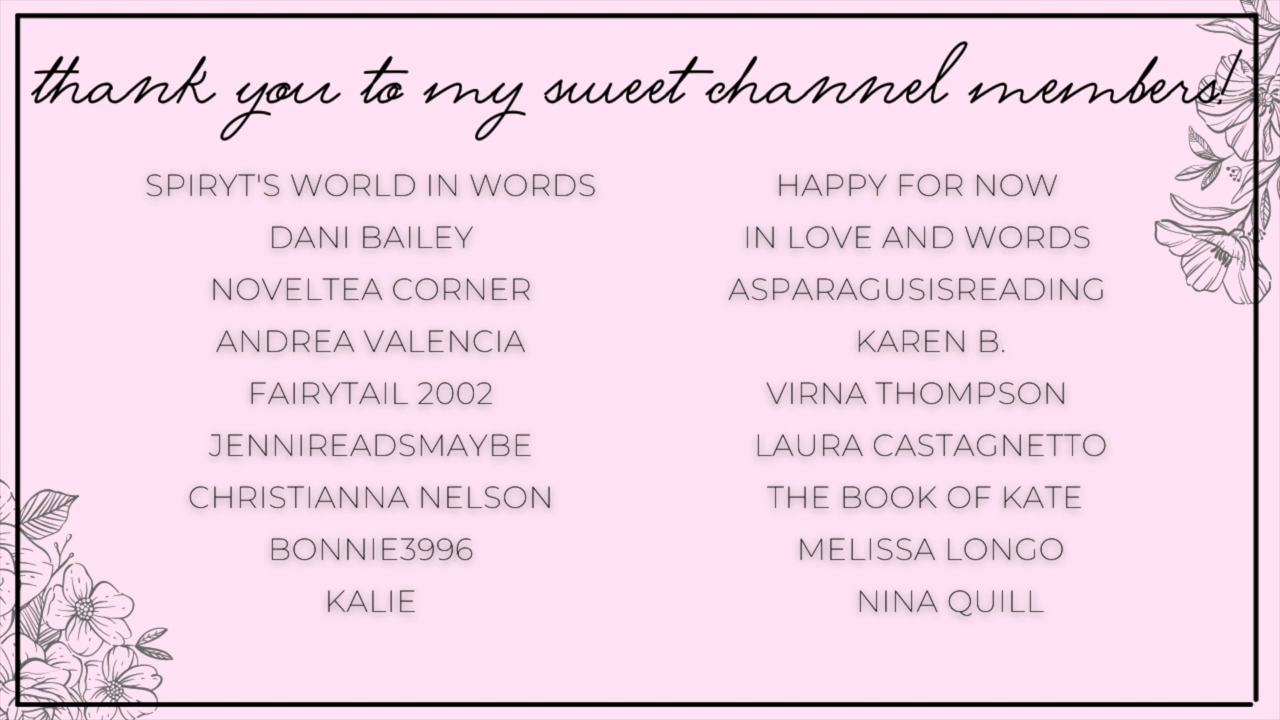 thank you to my sweet channel members!
SPIRYT'S WORLD IN WORDS
DANI BAILEY
NOVELTEA CORNER
ANDREA VALENCIA
FAIRYTAIL 2002
JENNIREADSMAYBE
CHRISTIANNA NELSON
BONNIE3996
KALIE
HAPPY FOR NOW
IN LOVE AND WORDS
ASPARAGUSISREADING
KAREN B.
VIRNA THOMPSON
LAURA CASTAGNETTO
THE BOOK OF KATE
MELISSA LONGO
NINA QUILL